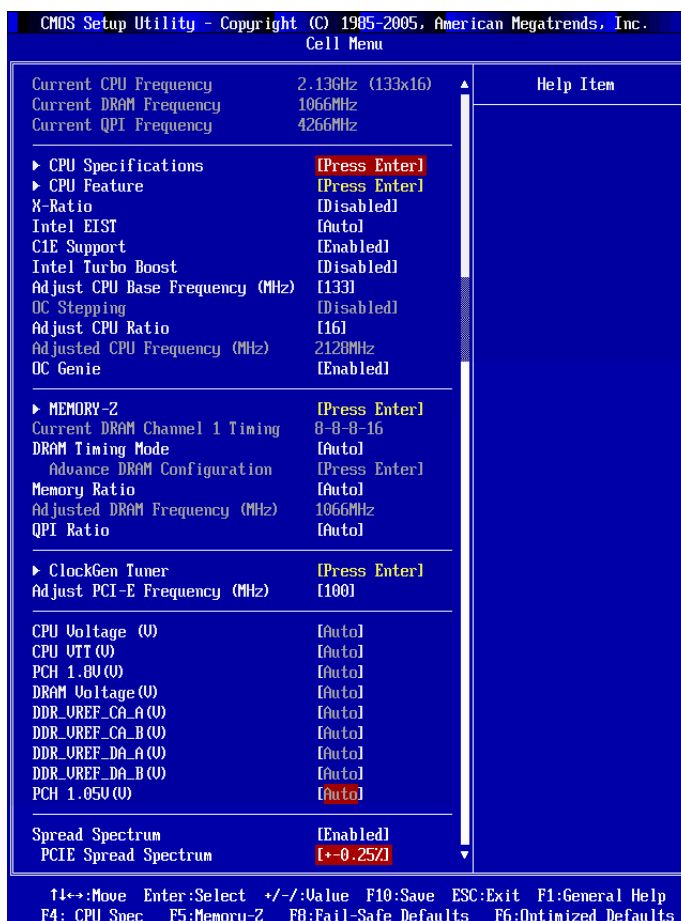 CMOS Setup Utility - Copyright (C) 1985-2005, American Megatrends, Inc.
Cell Menu
Current CPU Frequency 2.13GHz (133x16)
Current DRAM Frequency 1066MHz
Current QPI Frequency 4266MHz
Help Item
▶ CPU Specifications [Press Enter]
▶ CPU Feature [Press Enter]
X-Ratio [Disabled]
Intel EIST [Auto]
C1E Support [Enabled]
Intel Turbo Boost [Disabled]
Adjust CPU Base Frequency (MHz) [133]
OC Stepping [Disabled]
Adjust CPU Ratio [16]
Adjusted CPU Frequency (MHz) 2128MHz
OC Genie [Enabled]
▶ MEMORY-Z [Press Enter]
Current DRAM Channel 1 Timing 8-8-8-16
DRAM Timing Mode [Auto]
Advance DRAM Configuration [Press Enter]
Memory Ratio [Auto]
Adjusted DRAM Frequency (MHz) 1066MHz
QPI Ratio [Auto]
▶ ClockGen Tuner [Press Enter]
Adjust PCI-E Frequency (MHz) [100]
CPU Voltage (V) [Auto]
CPU VTT(V) [Auto]
PCH 1.8V(V) [Auto]
DRAM Voltage(V) [Auto]
DDR_VREF_CA_A(V) [Auto]
DDR_VREF_CA_B(V) [Auto]
DDR_VREF_DA_A(V) [Auto]
DDR_VREF_DA_B(V) [Auto]
PCH 1.05V(V) [Auto]
Spread Spectrum [Enabled]
PCIE Spread Spectrum [+-0.25%]
↑↓↔:Move Enter:Select +/-/:Value F10:Save ESC:Exit F1:General Help
F4: CPU Spec F5:Memory-Z F8:Fail-Safe Defaults F6:Optimized Defaults